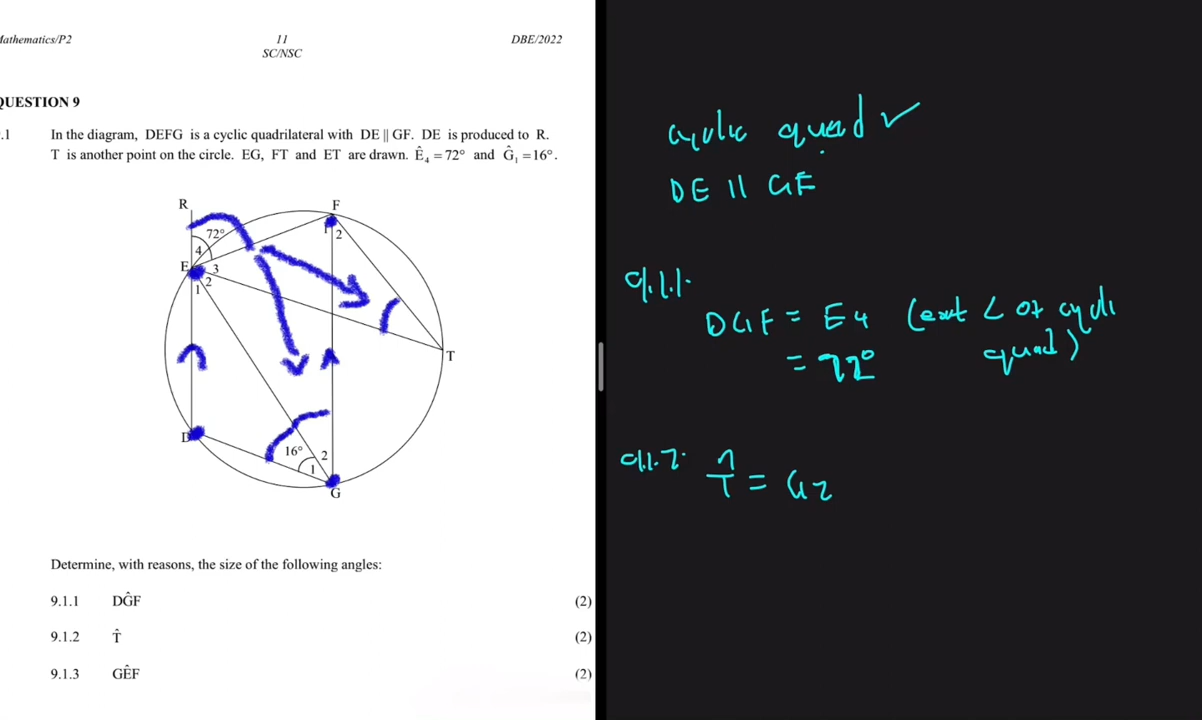 Mathematics/P2
11
DBE/2022
SC/NSC
QUESTION 9
.1 In the diagram, DEFG is a cyclic quadrilateral with DE || GF. DE is produced to R.
T is another point on the circle. EG, FT and ET are drawn. Ê₄ = 72° and Ĝ₁ = 16°.
R
F
72°
1
2
4
E
3
2
1
T
D
16°
2
1
G
Determine, with reasons, the size of the following angles:
9.1.1 DĜF (2)
9.1.2 T̂ (2)
9.1.3 GÊF (2)
cyclic quad ✓
DE || GF
9.1.1.
DGF = E4 (ext < of cyclic
= 72° quad)
9.1.2. T̂ = G2